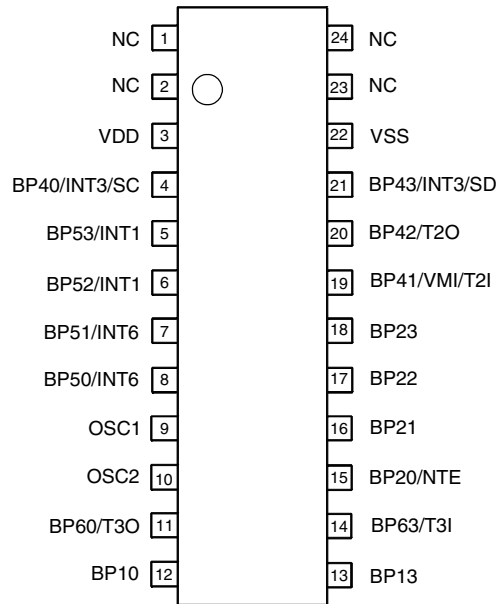 NC 1 24 NC
NC 2 23 NC
VDD 3 22 VSS
BP40/INT3/SC 4 21 BP43/INT3/SD
BP53/INT1 5 20 BP42/T2O
BP52/INT1 6 19 BP41/VMI/T2I
BP51/INT6 7 18 BP23
BP50/INT6 8 17 BP22
OSC1 9 16 BP21
OSC2 10 15 BP20/NTE
BP60/T3O 11 14 BP63/T3I
BP10 12 13 BP13